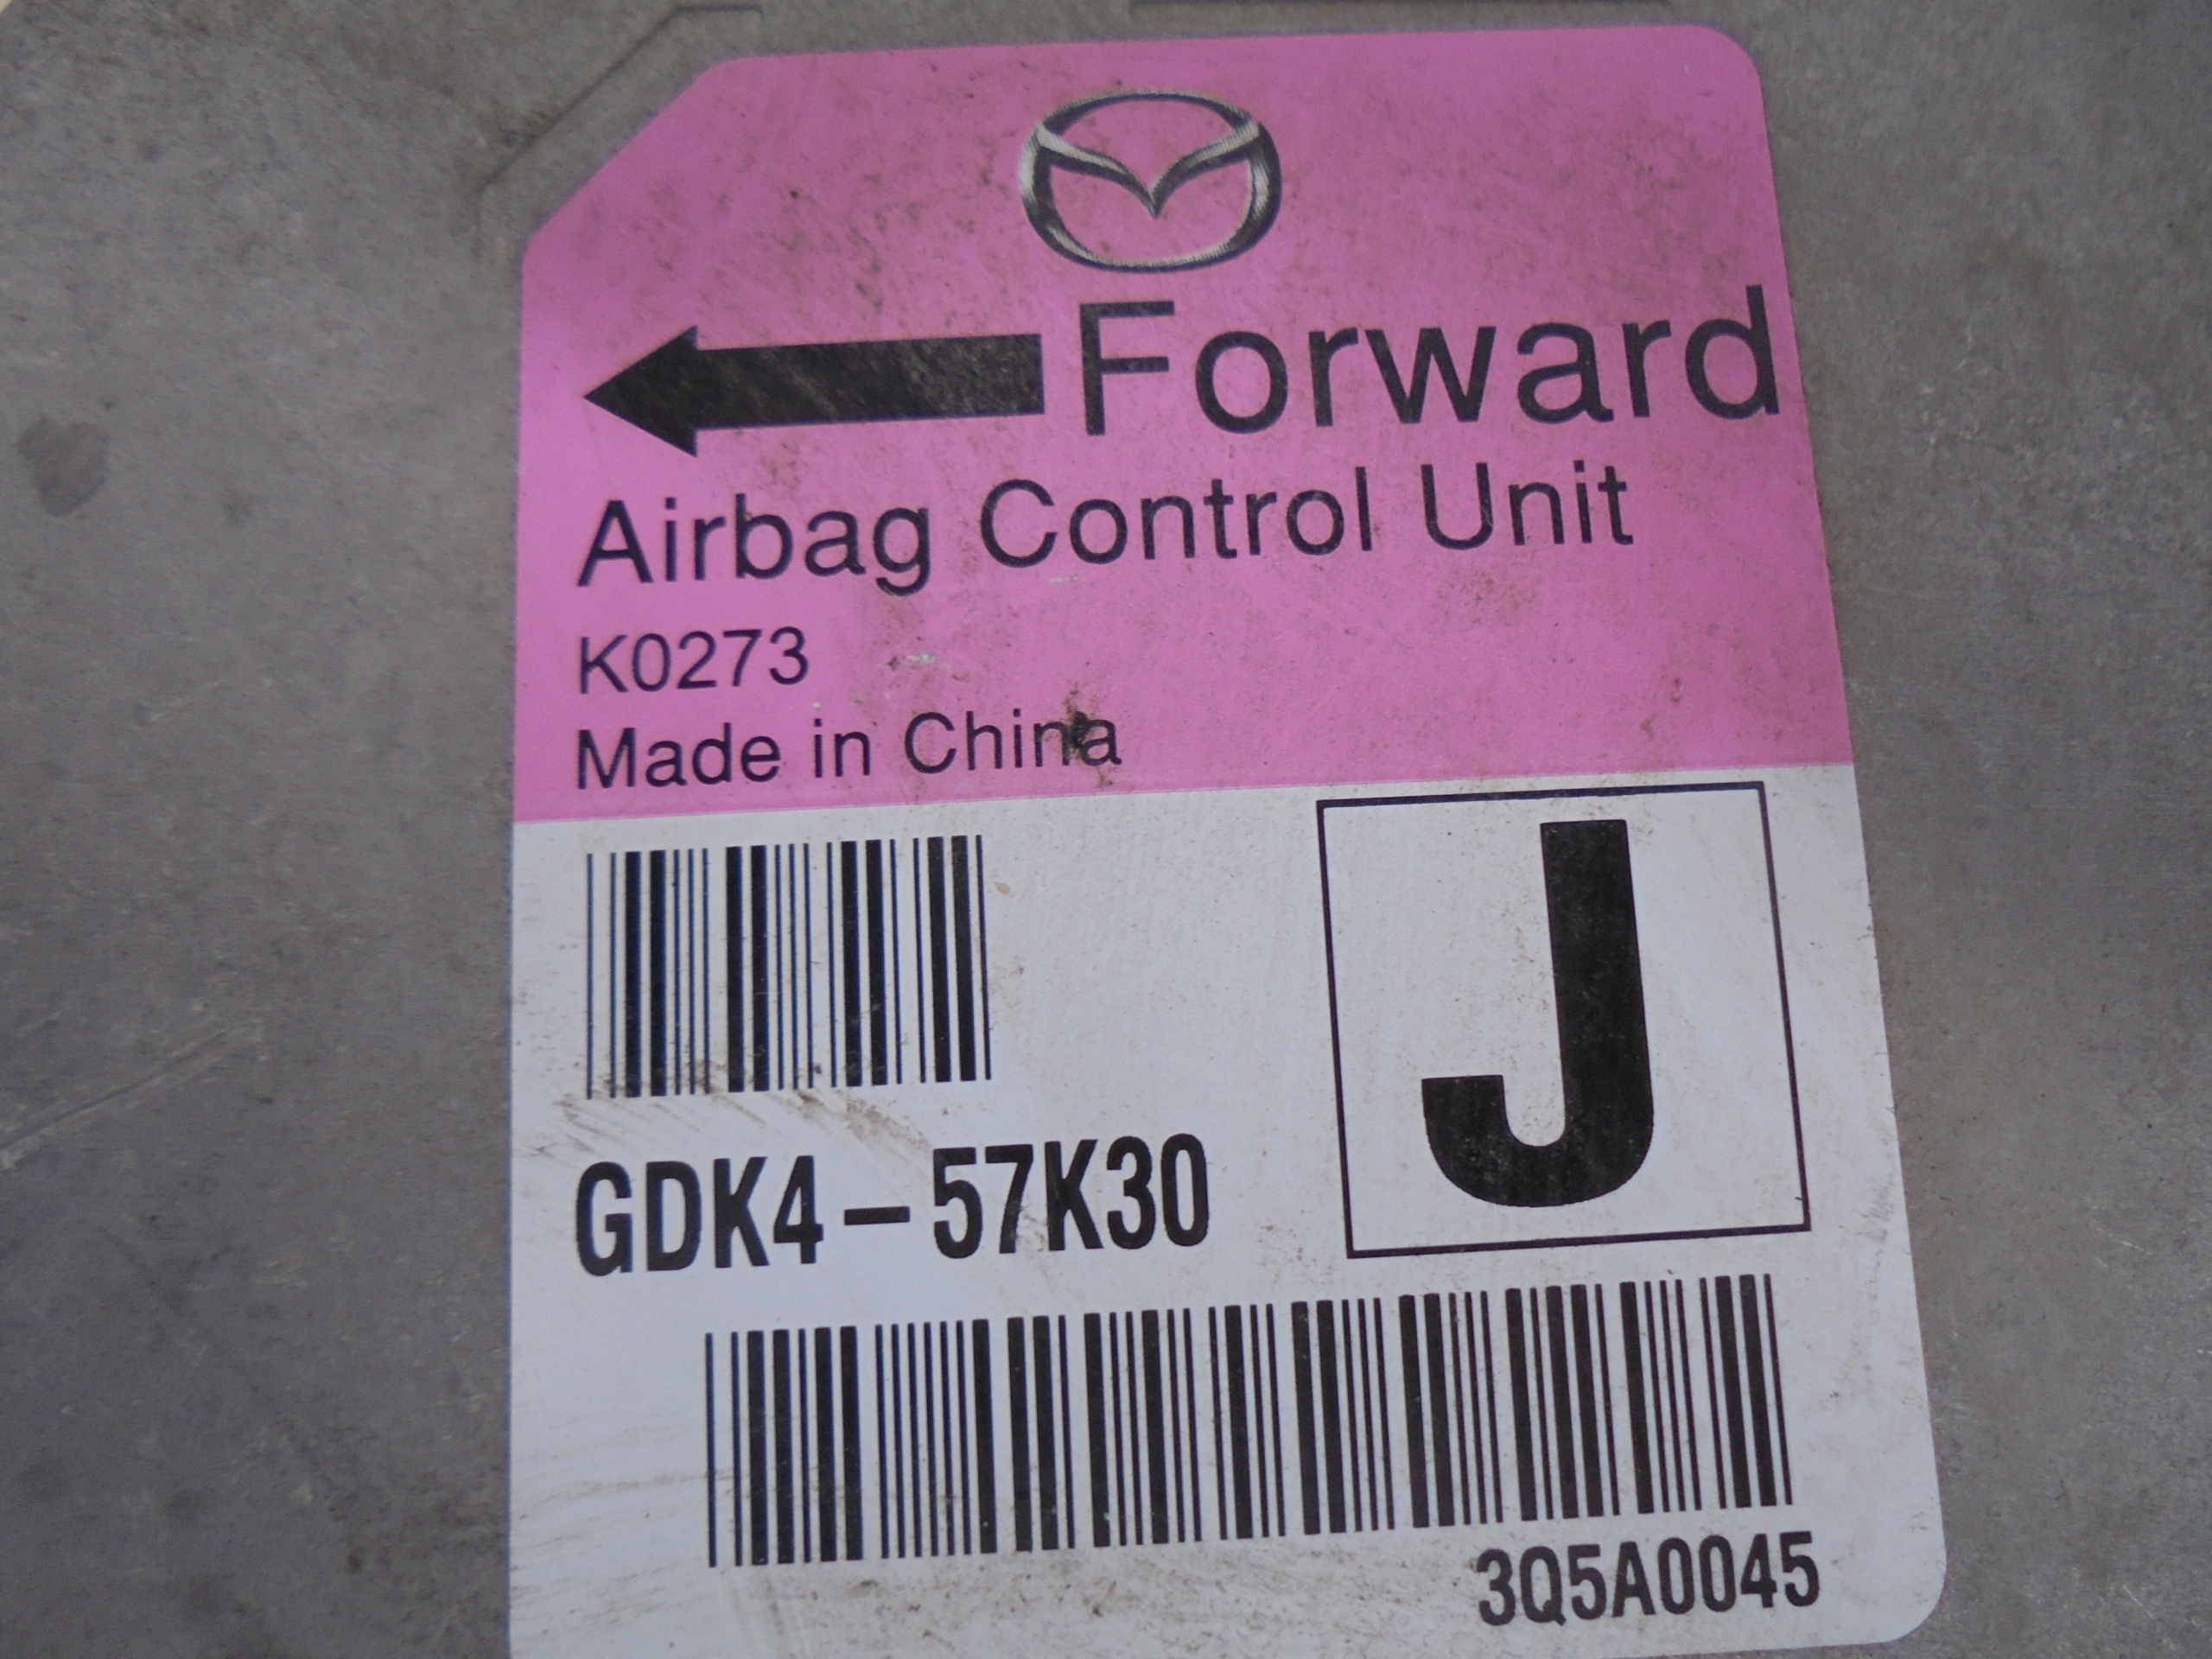 Forward
Airbag Control Unit
K0273
Made in China
J
GDK4-57K30
3Q5A0045